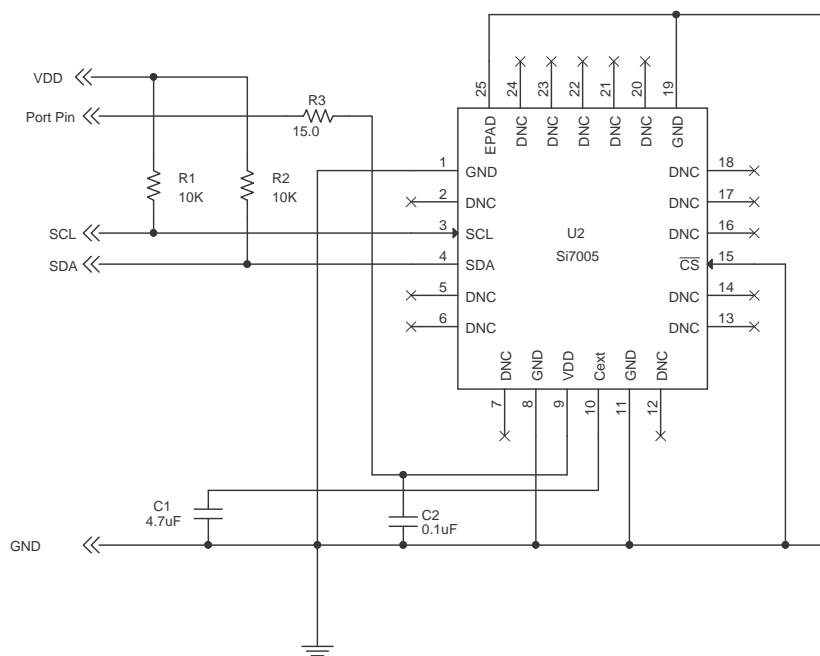 25
24
23
22
21
20
19
EPAD
DNC
DNC
DNC
DNC
DNC
GND
VDD
Port Pin
R3
15.0
R1
10K
R2
10K
SCL
SDA
GND
1
GND
2
DNC
3
SCL
4
SDA
5
DNC
6
DNC
U2
Si7005
DNC
18
DNC
17
DNC
16
CS
15
DNC
14
DNC
13
DNC
GND
VDD
Cext
GND
DNC
7
8
9
10
11
12
C1
4.7uF
C2
0.1uF